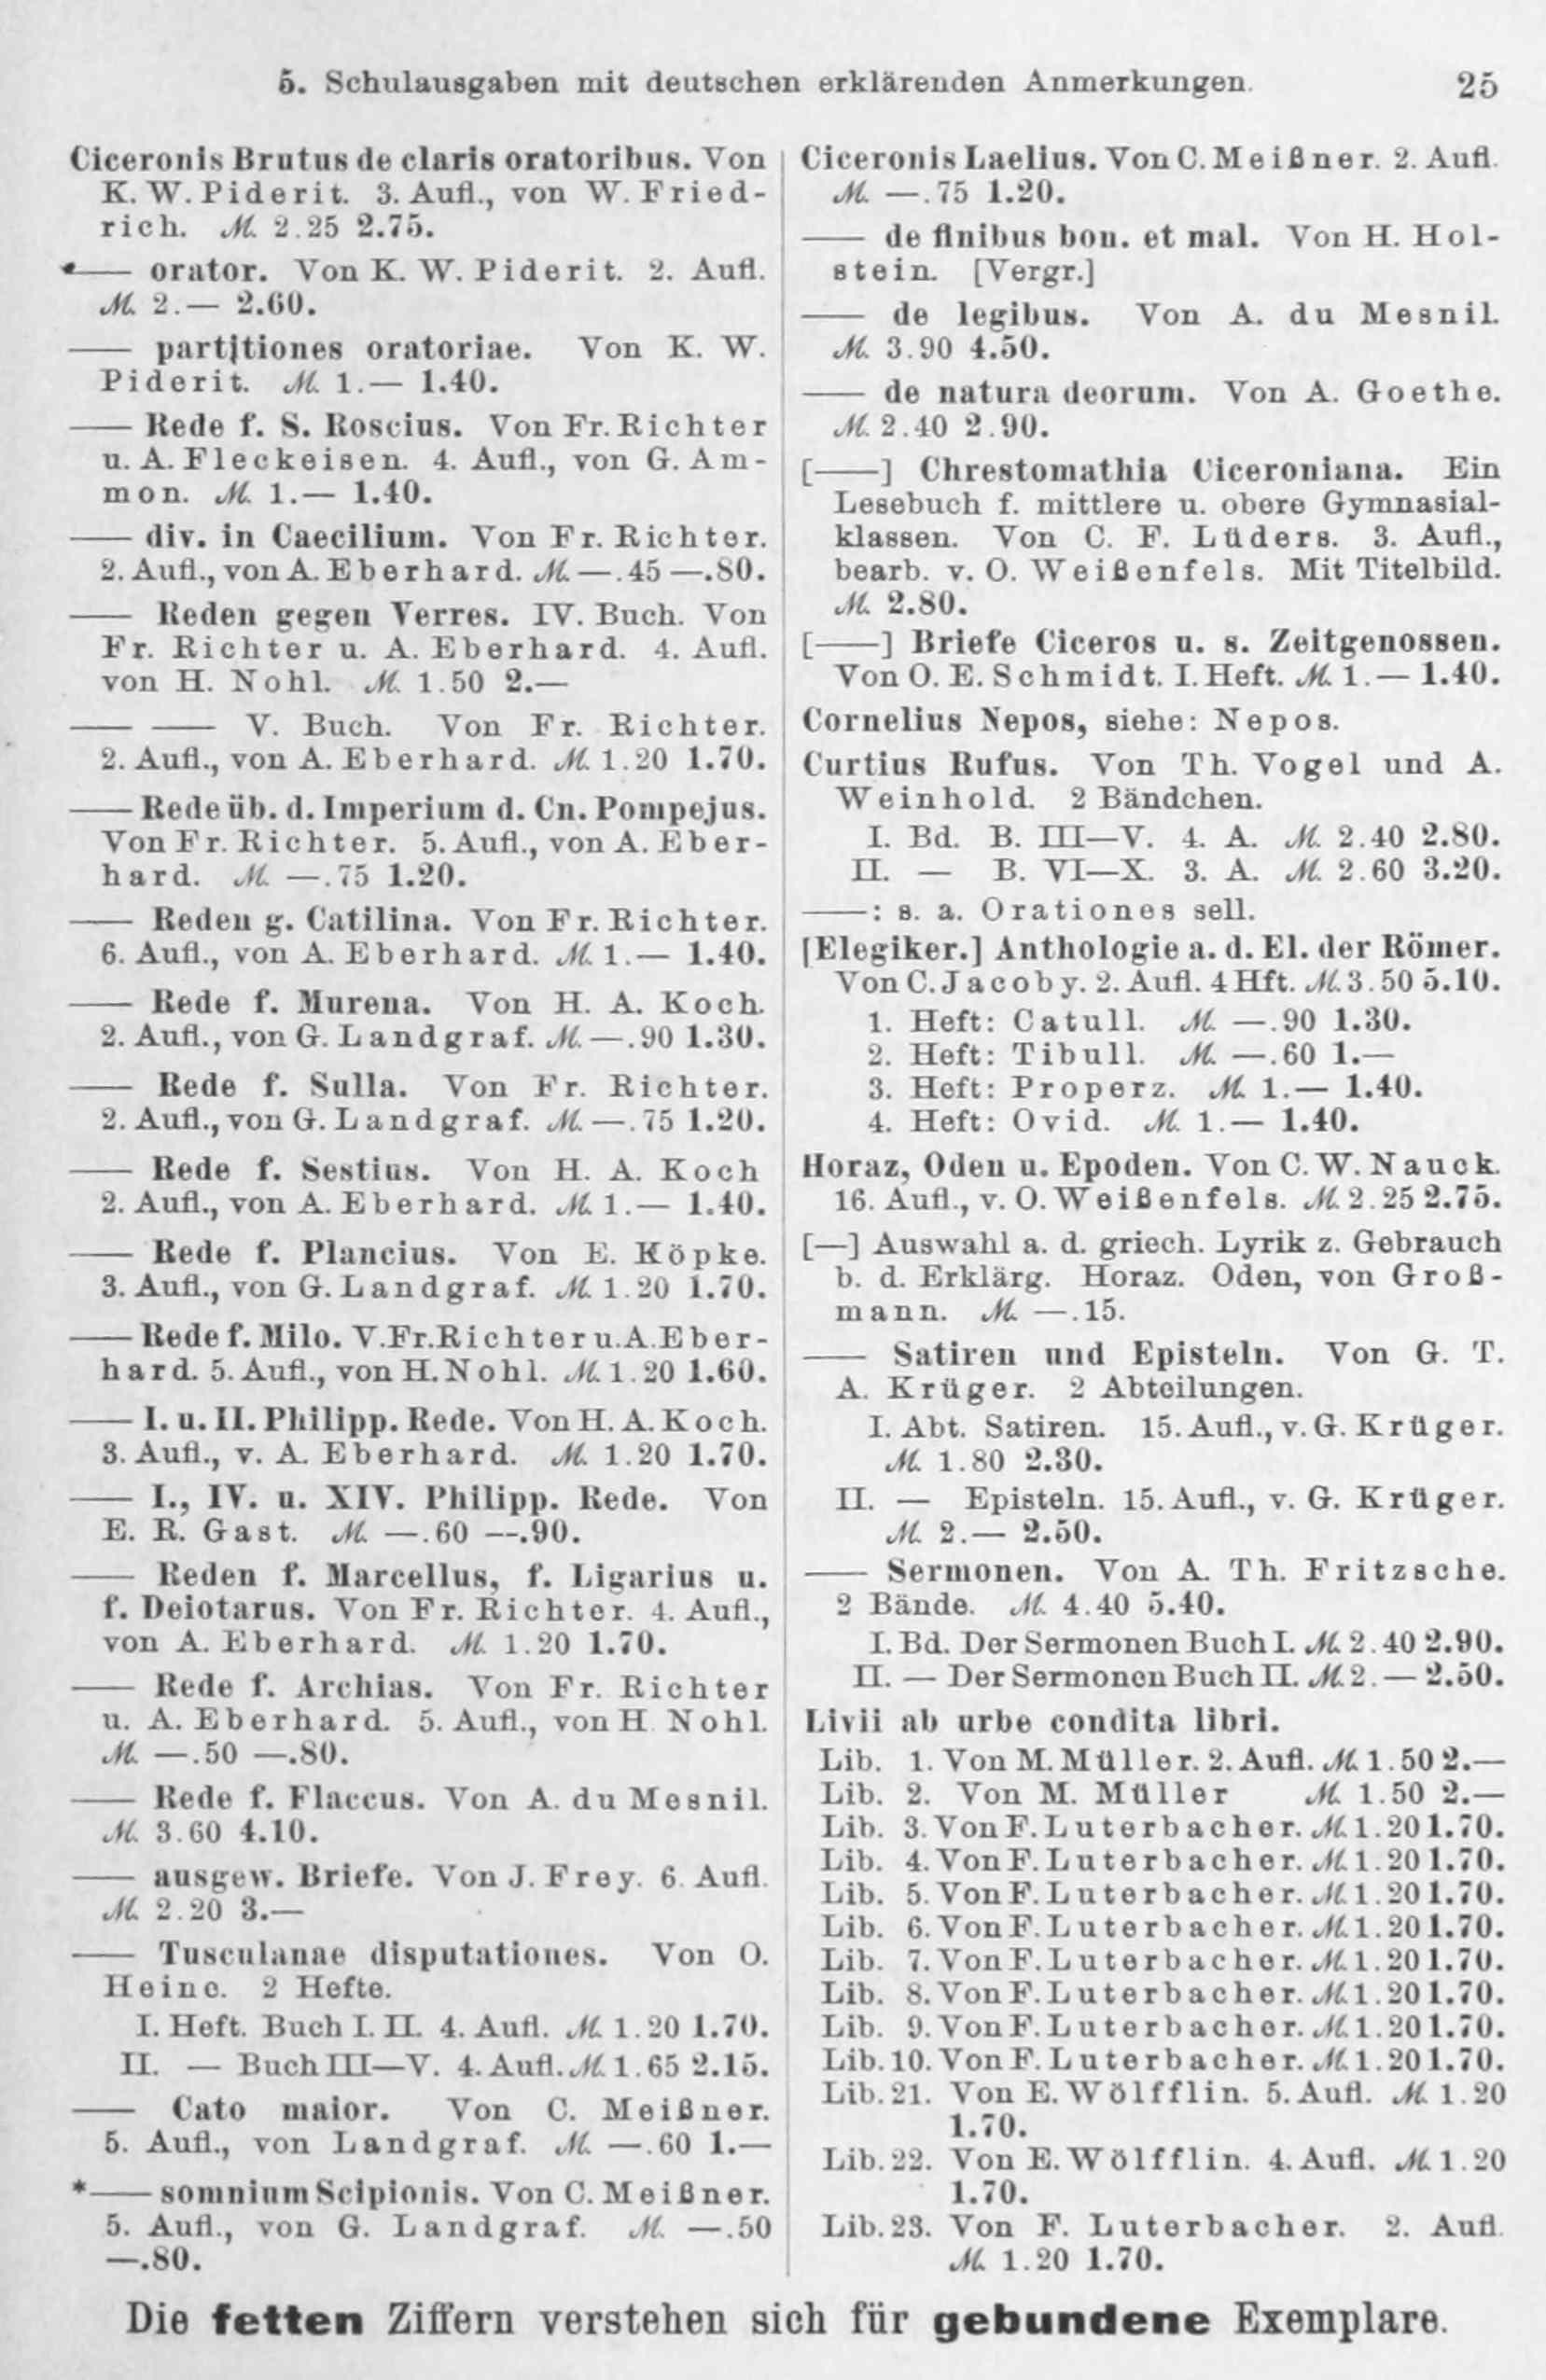 5. Schulausgaben mit deutschen erklärenden Anmerkungen. 25
Ciceronis Brutus de claris oratoribus. Von
K. W. Piderit. 3. Aufl., von W. Fried-
rich. ℳ 2.25 2.75.
*—— orator. Von K. W. Piderit. 2. Aufl.
ℳ 2.— 2.60.
—— partitiones oratoriae. Von K. W.
Piderit. ℳ 1.— 1.40.
—— Rede f. S. Roscius. Von Fr. Richter
u. A. Fleckeisen. 4. Aufl., von G. Am-
mon. ℳ 1.— 1.40.
—— div. in Caecilium. Von Fr. Richter.
2. Aufl., von A. Eberhard. ℳ —.45 —.80.
—— Reden gegen Verres. IV. Buch. Von
Fr. Richter u. A. Eberhard. 4. Aufl.
von H. Nohl. ℳ 1.50 2.—
—— —— V. Buch. Von Fr. Richter.
2. Aufl., von A. Eberhard. ℳ 1.20 1.70.
—— Rede üb. d. Imperium d. Cn. Pompejus.
Von Fr. Richter. 5. Aufl., von A. Eber-
hard. ℳ —.75 1.20.
—— Reden g. Catilina. Von Fr. Richter.
6. Aufl., von A. Eberhard. ℳ 1.— 1.40.
—— Rede f. Murena. Von H. A. Koch.
2. Aufl., von G. Landgraf. ℳ —.90 1.30.
—— Rede f. Sulla. Von Fr. Richter.
2. Aufl., von G. Landgraf. ℳ —.75 1.20.
—— Rede f. Sestius. Von H. A. Koch
2. Aufl., von A. Eberhard. ℳ 1.— 1.40.
—— Rede f. Plancius. Von E. Köpke.
3. Aufl., von G. Landgraf. ℳ 1.20 1.70.
—— Rede f. Milo. V. Fr. Richter u. A. Eber-
hard. 5. Aufl., von H. Nohl. ℳ 1.20 1.60.
—— I. u. II. Philipp. Rede. Von H. A. Koch.
3. Aufl., v. A. Eberhard. ℳ 1.20 1.70.
—— I., IV. u. XIV. Philipp. Rede. Von
E. R. Gast. ℳ —.60 —.90.
—— Reden f. Marcellus, f. Ligarius u.
f. Deiotarus. Von Fr. Richter. 4. Aufl.,
von A. Eberhard. ℳ 1.20 1.70.
—— Rede f. Archias. Von Fr. Richter
u. A. Eberhard. 5. Aufl., von H. Nohl.
ℳ —.50 —.80.
—— Rede f. Flaccus. Von A. du Mesnil.
ℳ 3.60 4.10.
—— ausgew. Briefe. Von J. Frey. 6. Aufl.
ℳ 2.20 3.—
—— Tusculanae disputationes. Von O.
Heine. 2 Hefte.
I. Heft. Buch I. II. 4. Aufl. ℳ 1.20 1.70.
II. — Buch III—V. 4. Aufl. ℳ 1.65 2.15.
—— Cato maior. Von C. Meißner.
5. Aufl., von Landgraf. ℳ —.60 1.—
*—— somnium Scipionis. Von C. Meißner.
5. Aufl., von G. Landgraf. ℳ —.50
—.80.
Ciceronis Laelius. Von C. Meißner. 2. Aufl.
ℳ —.75 1.20.
—— de finibus bon. et mal. Von H. Hol-
stein. [Vergr.]
—— de legibus. Von A. du Mesnil.
ℳ 3.90 4.50.
—— de natura deorum. Von A. Goethe.
ℳ 2.40 2.90.
[——] Chrestomathia Ciceroniana. Ein
Lesebuch f. mittlere u. obere Gymnasial-
klassen. Von C. F. Lüders. 3. Aufl.,
bearb. v. O. Weißenfels. Mit Titelbild.
ℳ 2.80.
[——] Briefe Ciceros u. s. Zeitgenossen.
Von O. E. Schmidt. I. Heft. ℳ 1.— 1.40.
Cornelius Nepos, siehe: Nepos.
Curtius Rufus. Von Th. Vogel und A.
Weinhold. 2 Bändchen.
I. Bd. B. III—V. 4. A. ℳ 2.40 2.80.
II. — B. VI—X. 3. A. ℳ 2.60 3.20.
——: s. a. Orationes sell.
[Elegiker.] Anthologie a. d. El. der Römer.
Von C. Jacoby. 2. Aufl. 4 Hft. ℳ 3.50 5.10.
1. Heft: Catull. ℳ —.90 1.30.
2. Heft: Tibull. ℳ —.60 1.—
3. Heft: Properz. ℳ 1.— 1.40.
4. Heft: Ovid. ℳ 1.— 1.40.
Horaz, Oden u. Epoden. Von C. W. Nauck.
16. Aufl., v. O. Weißenfels. ℳ 2.25 2.75.
[—] Auswahl a. d. griech. Lyrik z. Gebrauch
b. d. Erklärg. Horaz. Oden, von Groß-
mann. ℳ —.15.
—— Satiren und Episteln. Von G. T.
A. Krüger. 2 Abteilungen.
I. Abt. Satiren. 15. Aufl., v. G. Krüger.
ℳ 1.80 2.30.
II. — Episteln. 15. Aufl., v. G. Krüger.
ℳ 2.— 2.50.
—— Sermonen. Von A. Th. Fritzsche.
2 Bände. ℳ 4.40 5.40.
I. Bd. Der Sermonen Buch I. ℳ 2.40 2.90.
II. — Der Sermonen Buch II. ℳ 2.— 2.50.
Livii ab urbe condita libri.
Lib. 1. Von M. Müller. 2. Aufl. ℳ 1.50 2.—
Lib. 2. Von M. Müller ℳ 1.50 2.—
Lib. 3. Von F. Luterbacher. ℳ 1.20 1.70.
Lib. 4. Von F. Luterbacher. ℳ 1.20 1.70.
Lib. 5. Von F. Luterbacher. ℳ 1.20 1.70.
Lib. 6. Von F. Luterbacher. ℳ 1.20 1.70.
Lib. 7. Von F. Luterbacher. ℳ 1.20 1.70.
Lib. 8. Von F. Luterbacher. ℳ 1.20 1.70.
Lib. 9. Von F. Luterbacher. ℳ 1.20 1.70.
Lib. 10. Von F. Luterbacher. ℳ 1.20 1.70.
Lib. 21. Von E. Wölfflin. 5. Aufl. ℳ 1.20
1.70.
Lib. 22. Von E. Wölfflin. 4. Aufl. ℳ 1.20
1.70.
Lib. 23. Von F. Luterbacher. 2. Aufl.
ℳ 1.20 1.70.
Die fetten Ziffern verstehen sich für gebundene Exemplare.